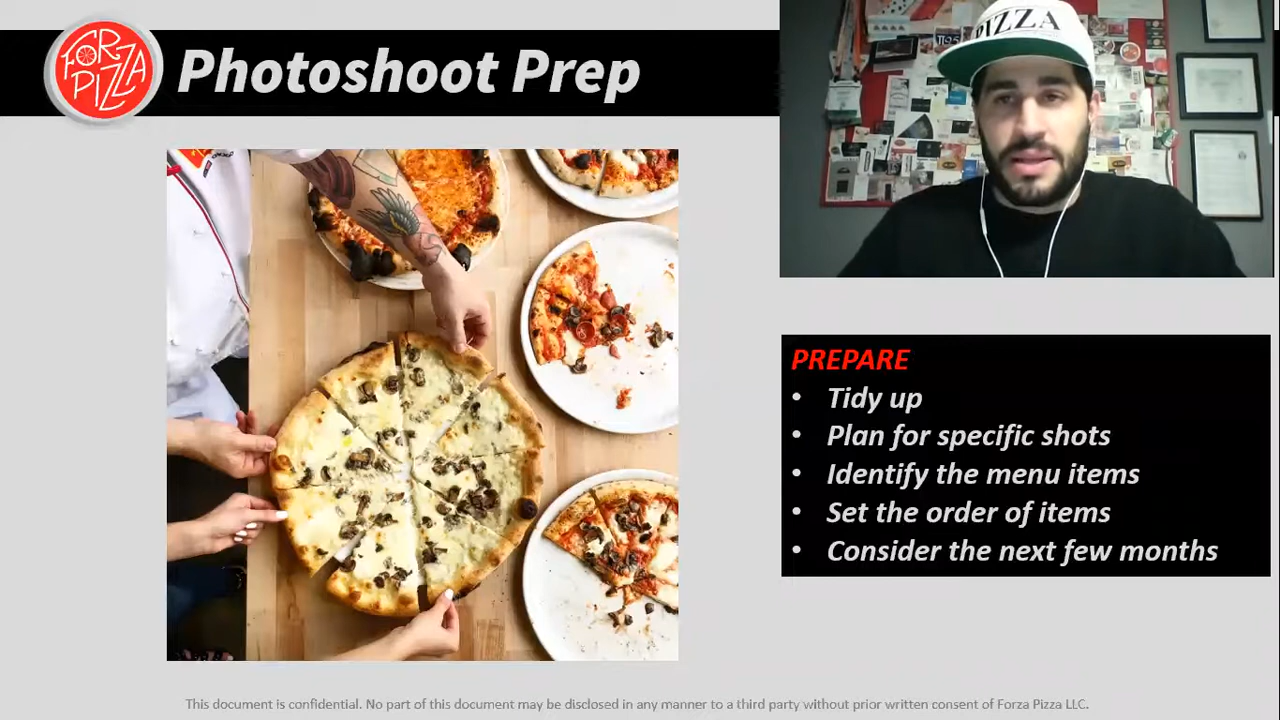 FORZA
PIZZA
Photoshoot Prep
PIZZA
PREPARE
• Tidy up
• Plan for specific shots
• Identify the menu items
• Set the order of items
• Consider the next few months
This document is confidential. No part of this document may be disclosed in any manner to a third party without prior written consent of Forza Pizza LLC.